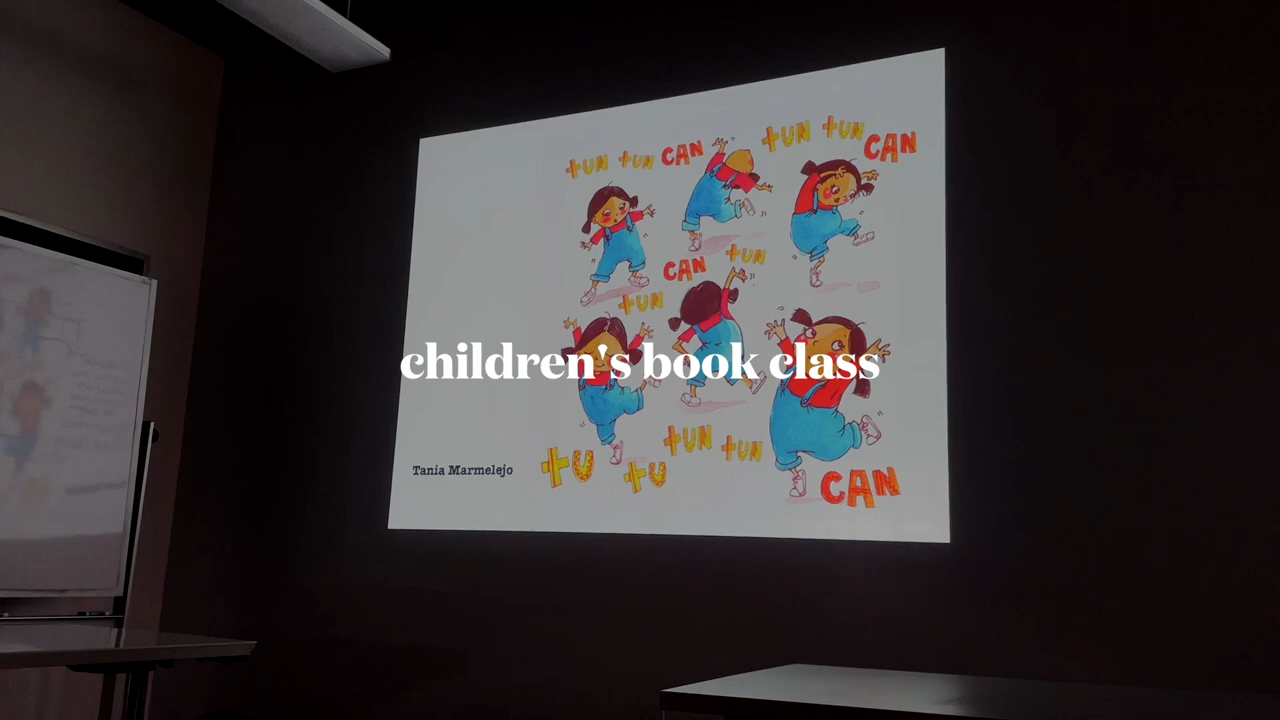 tUN tUN CAN
tUN tUN CAN
CAN tUN
tUN
children's book class
tUN tUN
Tania Marmelejo
tU tU
CAN